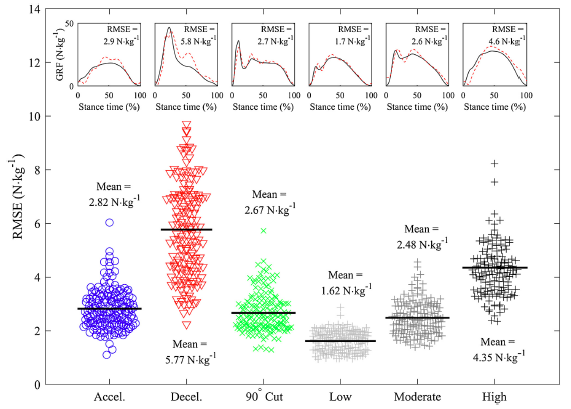 14
12
10
8
6
4
2
0
RMSE (N·kg⁻¹)
50
0
GRF (N·kg⁻¹)
RMSE =
2.9 N·kg⁻¹
0 50 100
Stance time (%)
RMSE =
5.8 N·kg⁻¹
0 50 100
Stance time (%)
RMSE =
2.7 N·kg⁻¹
0 50 100
Stance time (%)
RMSE =
1.7 N·kg⁻¹
0 50 100
Stance time (%)
RMSE =
2.6 N·kg⁻¹
0 50 100
Stance time (%)
RMSE =
4.6 N·kg⁻¹
0 50 100
Stance time (%)
Mean =
2.82 N·kg⁻¹
Mean =
5.77 N·kg⁻¹
Mean =
2.67 N·kg⁻¹
Mean =
1.62 N·kg⁻¹
Mean =
2.48 N·kg⁻¹
Mean =
4.35 N·kg⁻¹
Accel. Decel. 90° Cut Low Moderate High